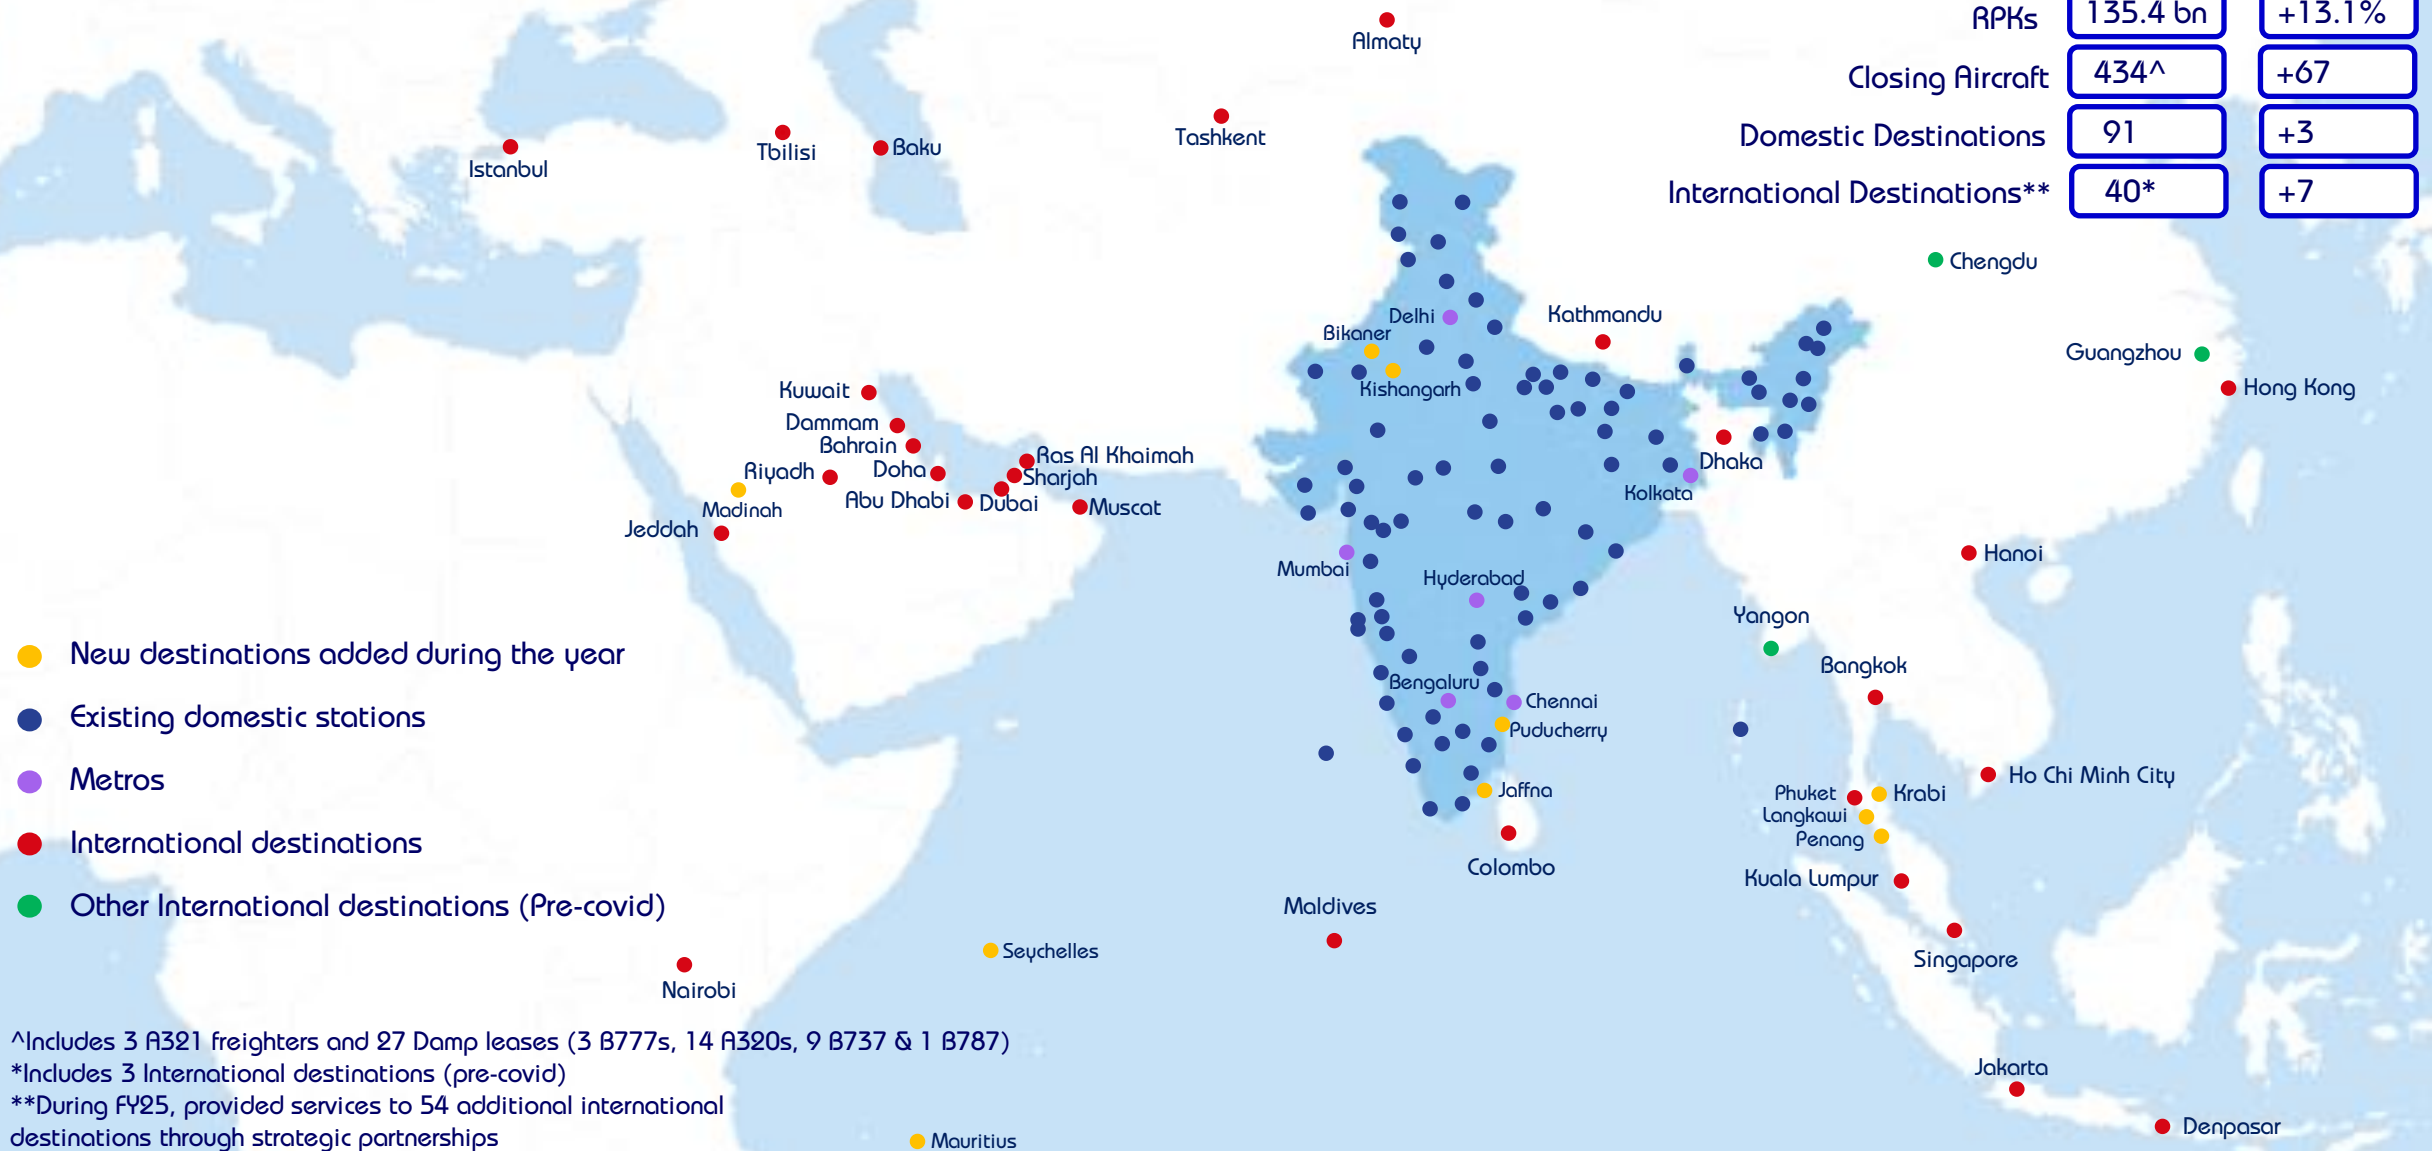 RPKs 135.4 bn +13.1%
Closing Aircraft 434^ +67
Domestic Destinations 91 +3
International Destinations** 40* +7
Almaty
Tashkent
Istanbul
Tbilisi
Baku
Chengdu
Kathmandu
Delhi
Bikaner
Kishangarh
Guangzhou
Hong Kong
Kuwait
Dammam
Bahrain
Ras Al Khaimah
Riyadh
Doha
Sharjah
Abu Dhabi
Dubai
Muscat
Madinah
Jeddah
Dhaka
Kolkata
Mumbai
Hyderabad
Hanoi
Yangon
Bangkok
Bengaluru
Chennai
Puducherry
Jaffna
Colombo
Maldives
Ho Chi Minh City
Phuket
Krabi
Langkawi
Penang
Kuala Lumpur
Singapore
Jakarta
Denpasar
Seychelles
Nairobi
Mauritius
New destinations added during the year
Existing domestic stations
Metros
International destinations
Other International destinations (Pre-covid)
^Includes 3 A321 freighters and 27 Damp leases (3 B777s, 14 A320s, 9 B737 & 1 B787)
*Includes 3 International destinations (pre-covid)
**During FY25, provided services to 54 additional international
destinations through strategic partnerships